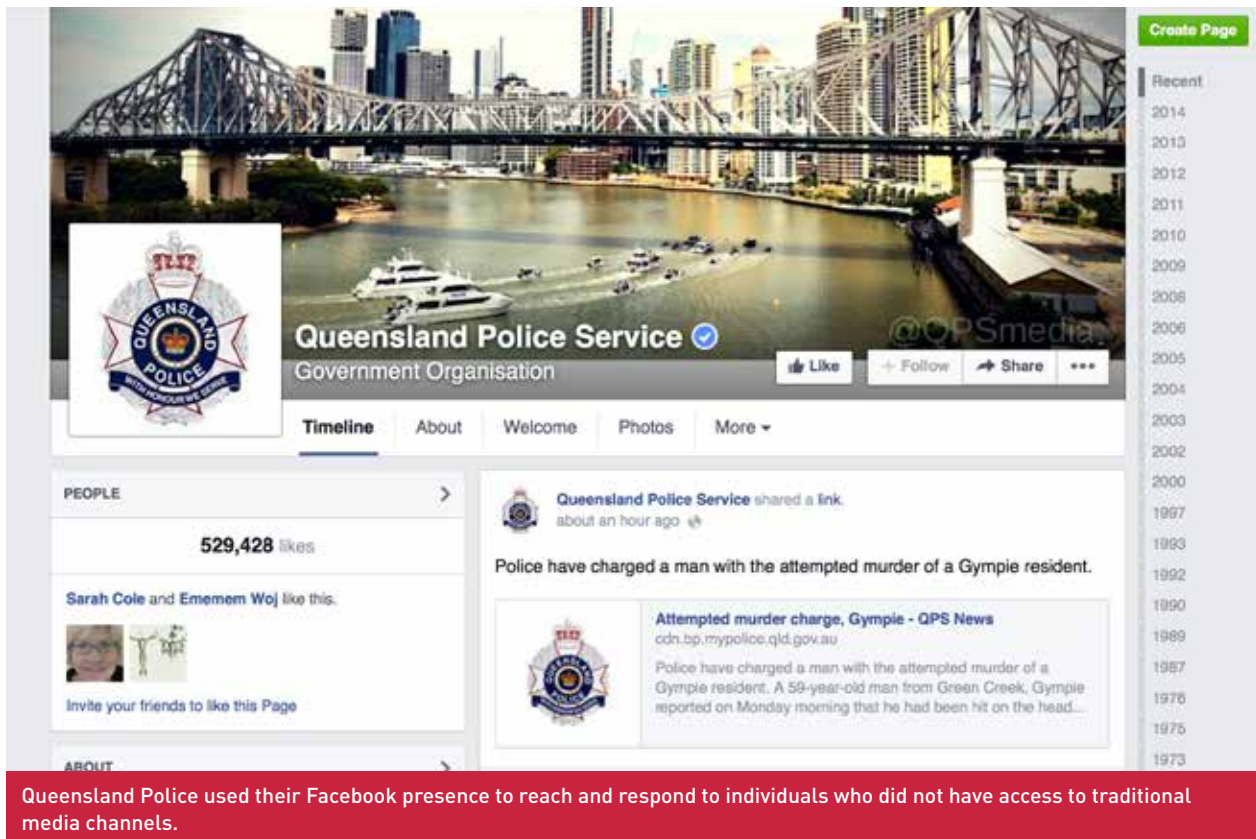 Create Page
Recent
2014
2013
2012
2011
2010
2009
2008
2006
2005
2004
2003
2002
2000
1997
1993
1992
1990
1989
1987
1976
1975
1973
@QPSmedia
QUEENSLAND
POLICE
WITH HONOUR WE SERVE
Queensland Police Service
Government Organisation
Like
+ Follow
Share
Timeline
About
Welcome
Photos
More
PEOPLE
529,428 likes
Sarah Cole and Ememem Woj like this.
Invite your friends to like this Page
ABOUT
Queensland Police Service shared a link.
about an hour ago
Police have charged a man with the attempted murder of a Gympie resident.
Attempted murder charge, Gympie - QPS News
cdn.bp.mypolice.qld.gov.au
Police have charged a man with the attempted murder of a
Gympie resident. A 59-year-old man from Green Creek, Gympie
reported on Monday morning that he had been hit on the head...
Queensland Police used their Facebook presence to reach and respond to individuals who did not have access to traditional
media channels.